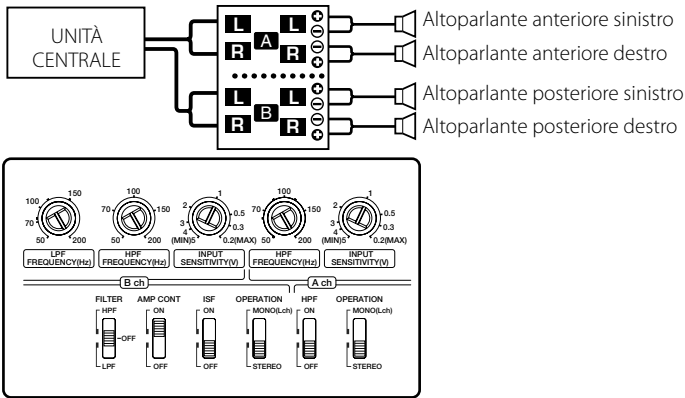 UNITÀ
CENTRALE
L L
A
R R
L L
B
R R
Altoparlante anteriore sinistro
Altoparlante anteriore destro
Altoparlante posteriore sinistro
Altoparlante posteriore destro
50 70 100 150 200
LPF
FREQUENCY(Hz)
50 70 100 150 200
HPF
FREQUENCY(Hz)
(MIN)5 4 3 2 1 0.5 0.3 0.2(MAX)
INPUT
SENSITIVITY(V)
50 70 100 150 200
HPF
FREQUENCY(Hz)
(MIN)5 4 3 2 1 0.5 0.3 0.2(MAX)
INPUT
SENSITIVITY(V)
B ch A ch
FILTER AMP CONT ISF OPERATION HPF OPERATION
HPF ON ON MONO(Lch) ON MONO(Lch)
OFF
LPF OFF OFF STEREO OFF STEREO